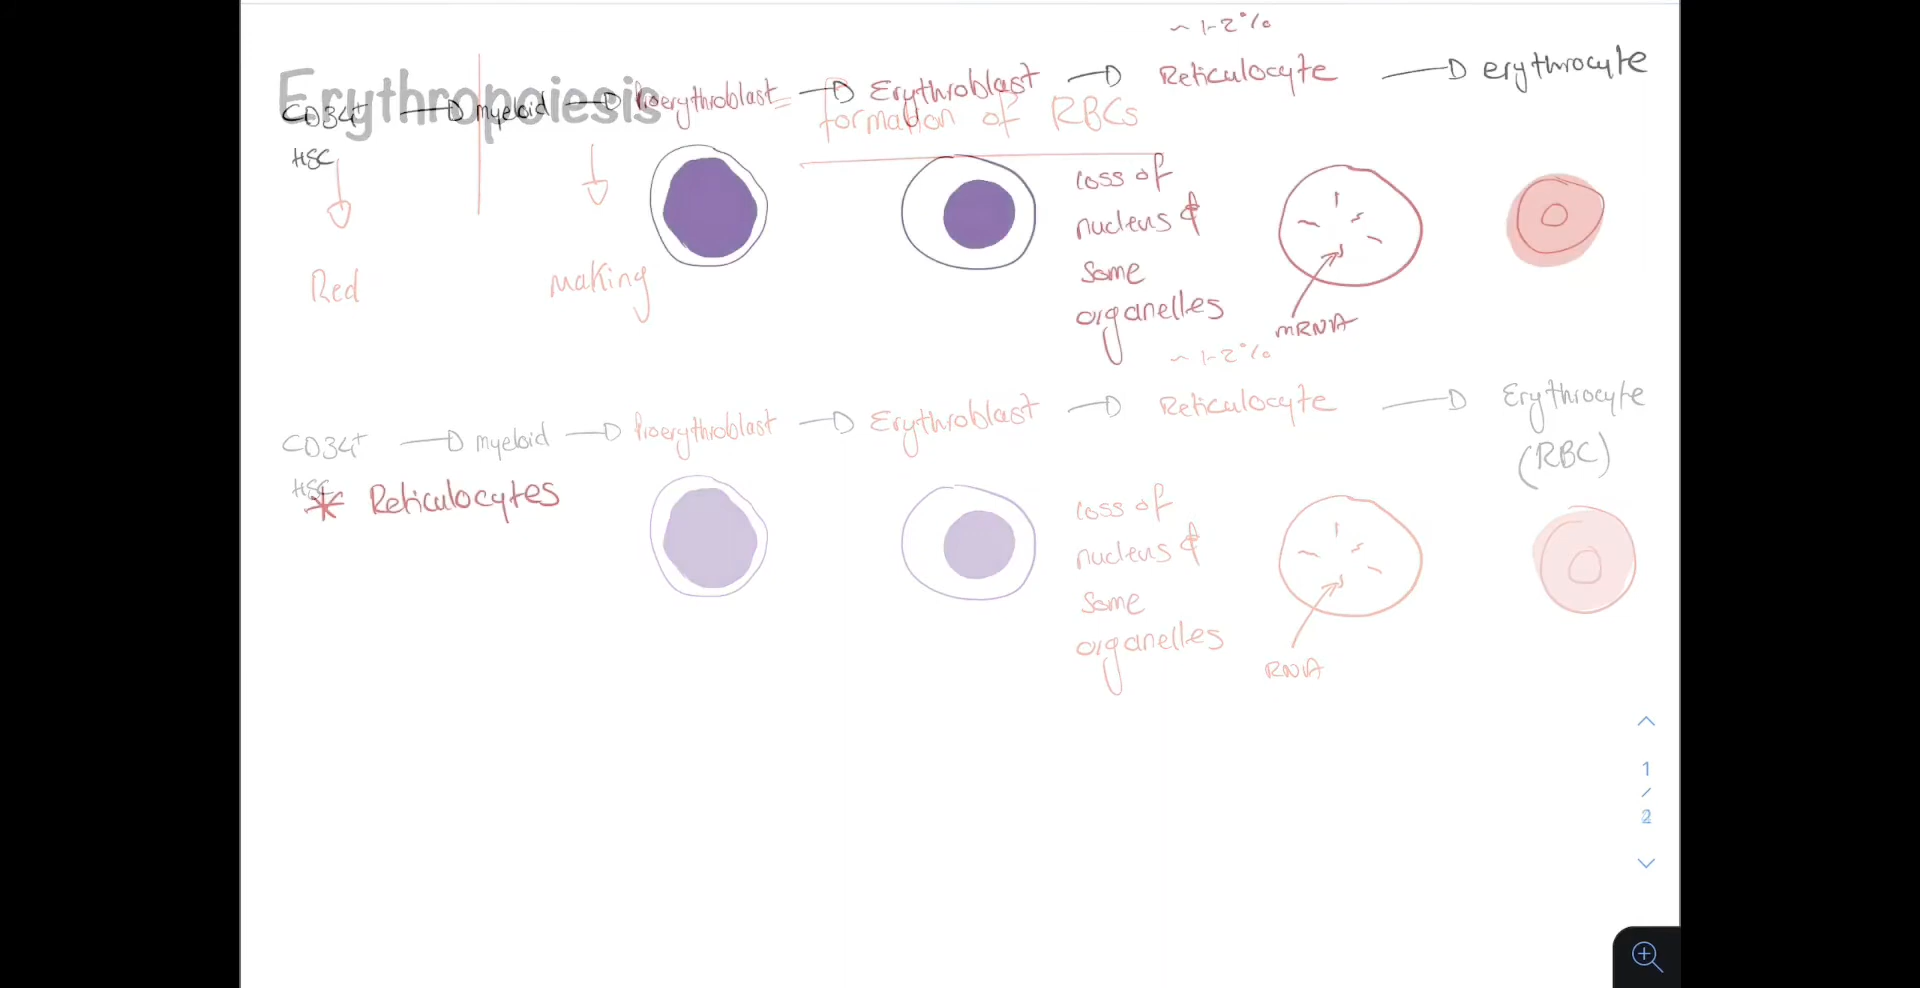 ~ 1-2%
Erythropoiesis = formation of RBCs
CD34+ myeloid Proerythroblast Erythroblast Reticulocyte erythrocyte
HSC
Red making
loss of
nucleus &
some
organelles
mRNA
~ 1-2%
CD34+ myeloid Proerythroblast Erythroblast Reticulocyte Erythrocyte
(RBC)
HSC
* Reticulocytes
loss of
nucleus &
some
organelles
RNA
1
/
2